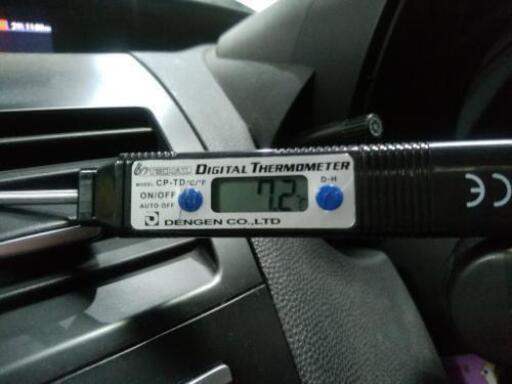 DIGITAL THERMOMETER
MODEL CP-TD °C/°F
D-H
ON/OFF
AUTO OFF
7.2°C
DENGEN CO.,LTD
CE